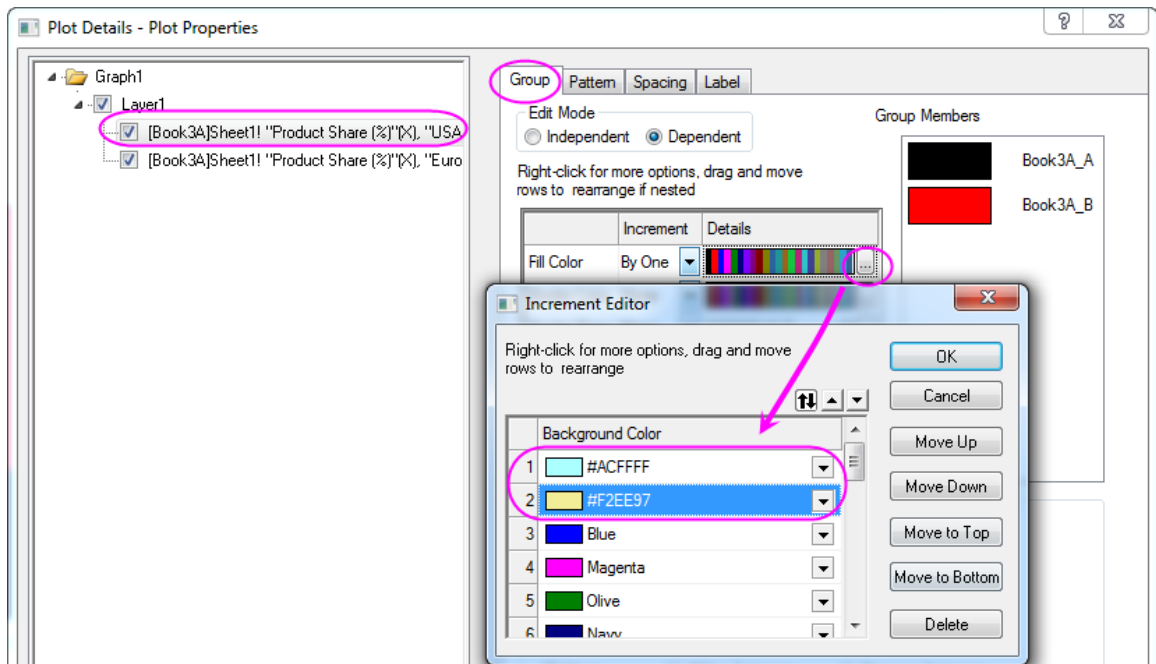 Plot Details - Plot Properties
Graph1
Layer1
[Book3A]Sheet1! "Product Share (%)"(X), "USA
[Book3A]Sheet1! "Product Share (%)"(X), "Euro
Group Pattern Spacing Label
Edit Mode
Independent Dependent
Right-click for more options, drag and move
rows to rearrange if nested
Increment Details
Fill Color By One ...
Group Members
Book3A_A
Book3A_B
Increment Editor
Right-click for more options, drag and move
rows to rearrange
Background Color
1 #ACFFFF
2 #F2EE97
3 Blue
4 Magenta
5 Olive
6 Navy
OK
Cancel
Move Up
Move Down
Move to Top
Move to Bottom
Delete